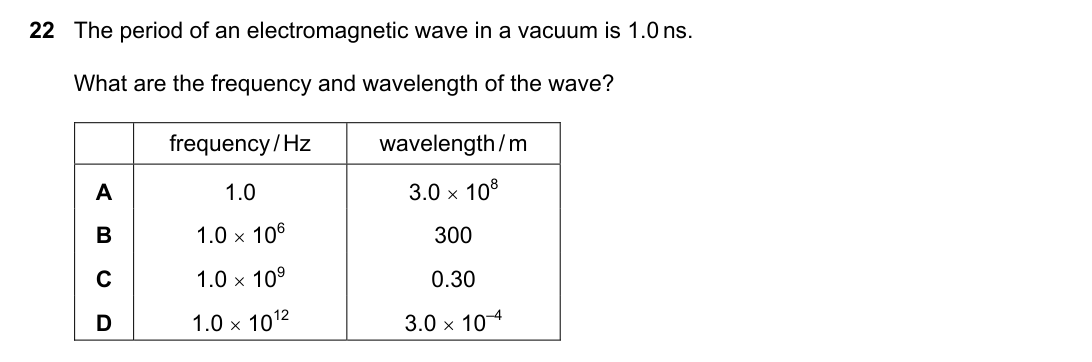 22 The period of an electromagnetic wave in a vacuum is 1.0 ns.
What are the frequency and wavelength of the wave?
frequency / Hz wavelength / m
A 1.0 3.0 × 10⁸
B 1.0 × 10⁶ 300
C 1.0 × 10⁹ 0.30
D 1.0 × 10¹² 3.0 × 10⁻⁴